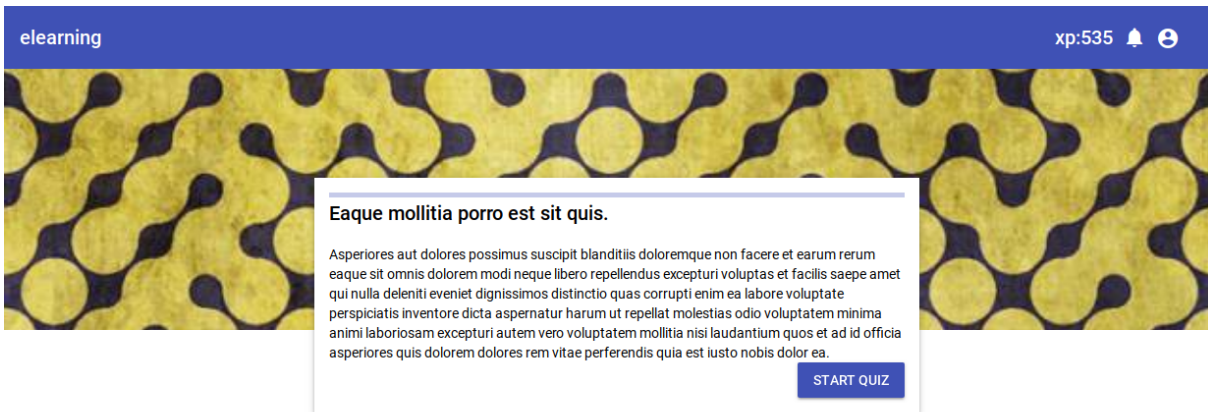 elearning
xp:535
Eaque mollitia porro est sit quis.
Asperiores aut dolores possimus suscipit blanditiis doloremque non facere et earum rerum
eaque sit omnis dolorem modi neque libero repellendus excepturi voluptas et facilis saepe amet
qui nulla deleniti eveniet dignissimos distinctio quas corrupti enim ea labore voluptate
perspiciatis inventore dicta aspernatur harum ut repellat molestias odio voluptatem minima
animi laboriosam excepturi autem vero voluptatem mollitia nisi laudantium quos et ad id officia
asperiores quis dolorem dolores rem vitae perferendis quia est iusto nobis dolor ea.
START QUIZ